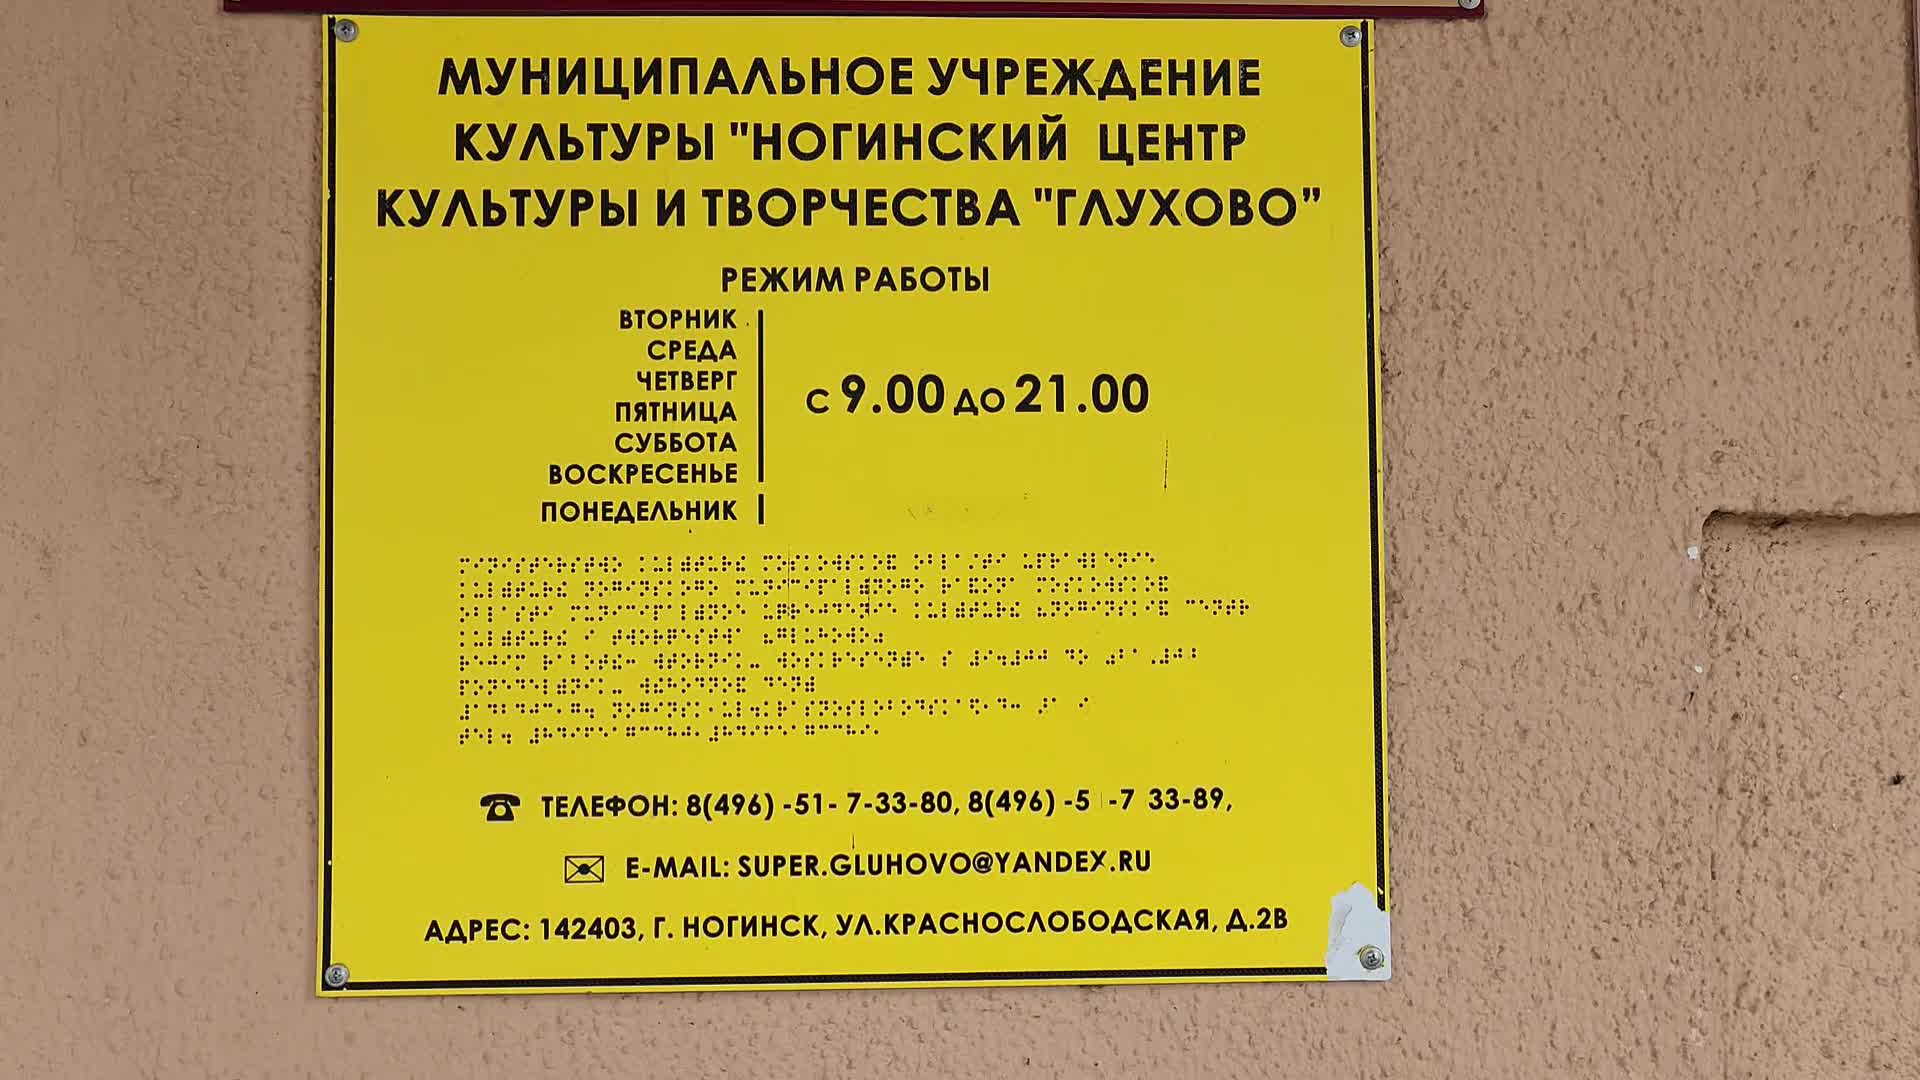 МУНИЦИПАЛЬНОЕ УЧРЕЖДЕНИЕ
КУЛЬТУРЫ "НОГИНСКИЙ ЦЕНТР
КУЛЬТУРЫ И ТВОРЧЕСТВА "ГЛУХОВО”
РЕЖИМ РАБОТЫ
ВТОРНИК
СРЕДА
ЧЕТВЕРГ
ПЯТНИЦА
СУББОТА
ВОСКРЕСЕНЬЕ
С 9.00 ДО 21.00
ПОНЕДЕЛЬНИК
ТЕЛЕФОН: 8(496) -51- 7-33-80, 8(496) -5 -7 33-89,
E-MAIL: SUPER.GLUHOVO@YANDEX.RU
АДРЕС: 142403, Г. НОГИНСК, УЛ.КРАСНОСЛОБОДСКАЯ, Д.2В